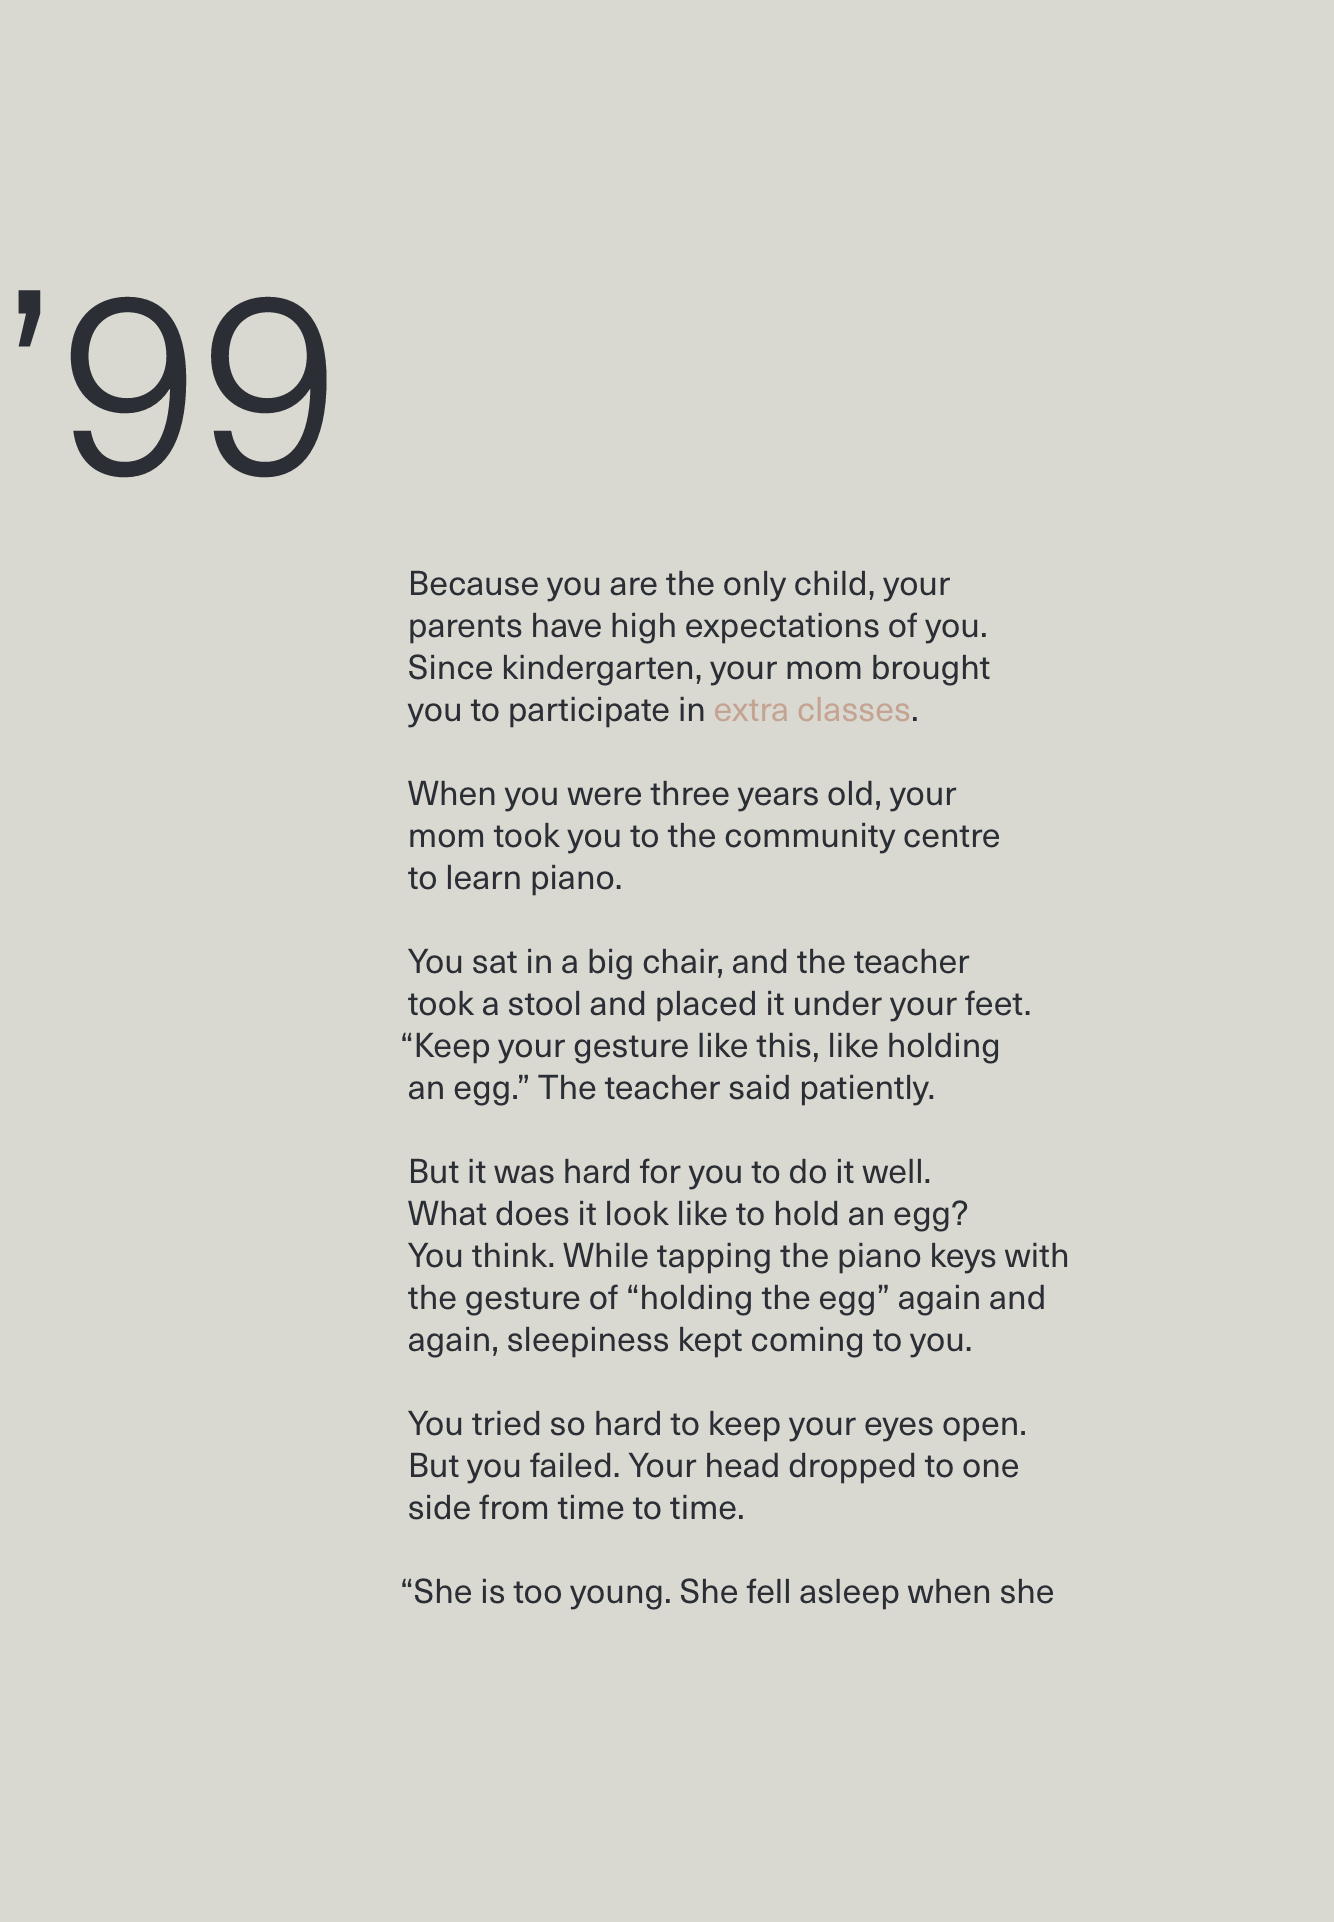 ’99
Because you are the only child, your
parents have high expectations of you.
Since kindergarten, your mom brought
you to participate in extra classes.
When you were three years old, your
mom took you to the community centre
to learn piano.
You sat in a big chair, and the teacher
took a stool and placed it under your feet.
“Keep your gesture like this, like holding
an egg.” The teacher said patiently.
But it was hard for you to do it well.
What does it look like to hold an egg?
You think. While tapping the piano keys with
the gesture of “holding the egg” again and
again, sleepiness kept coming to you.
You tried so hard to keep your eyes open.
But you failed. Your head dropped to one
side from time to time.
“She is too young. She fell asleep when she